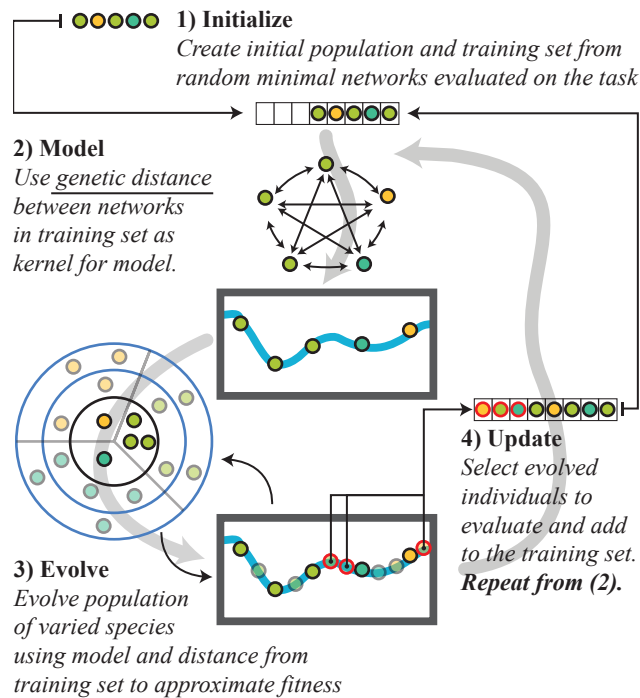 1) Initialize
Create initial population and training set from
random minimal networks evaluated on the task
2) Model
Use genetic distance
between networks
in training set as
kernel for model.
4) Update
Select evolved
individuals to
evaluate and add
to the training set.
Repeat from (2).
3) Evolve
Evolve population
of varied species
using model and distance from
training set to approximate fitness